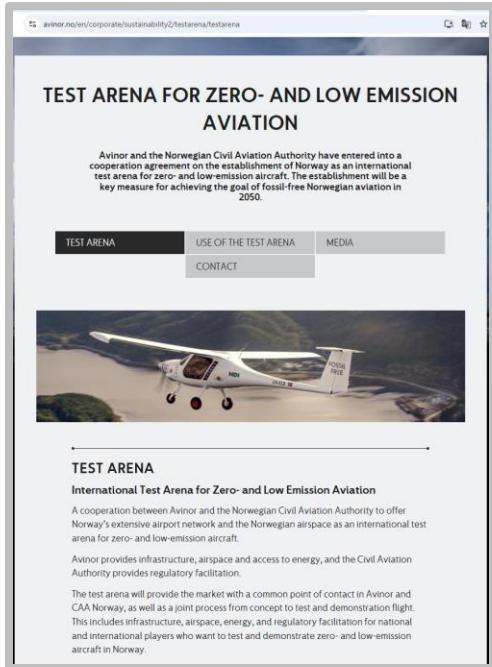 avinor.no/en/corporate/sustainability2/testarena/testarena
TEST ARENA FOR ZERO- AND LOW EMISSION
AVIATION
Avinor and the Norwegian Civil Aviation Authority have entered into a
cooperation agreement on the establishment of Norway as an international
test arena for zero- and low-emission aircraft. The establishment will be a
key measure for achieving the goal of fossil-free Norwegian aviation in
2050.
TEST ARENA
USE OF THE TEST ARENA
MEDIA
CONTACT
FOSSIL
FREE
TEST ARENA
International Test Arena for Zero- and Low Emission Aviation
A cooperation between Avinor and the Norwegian Civil Aviation Authority to offer
Norway's extensive airport network and the Norwegian airspace as an international test
arena for zero- and low-emission aircraft.
Avinor provides infrastructure, airspace and access to energy, and the Civil Aviation
Authority provides regulatory facilitation.
The test arena will provide the market with a common point of contact in Avinor and
CAA Norway, as well as a joint process from concept to test and demonstration flight.
This includes infrastructure, airspace, energy, and regulatory facilitation for national
and international players who want to test and demonstrate zero- and low-emission
aircraft in Norway.